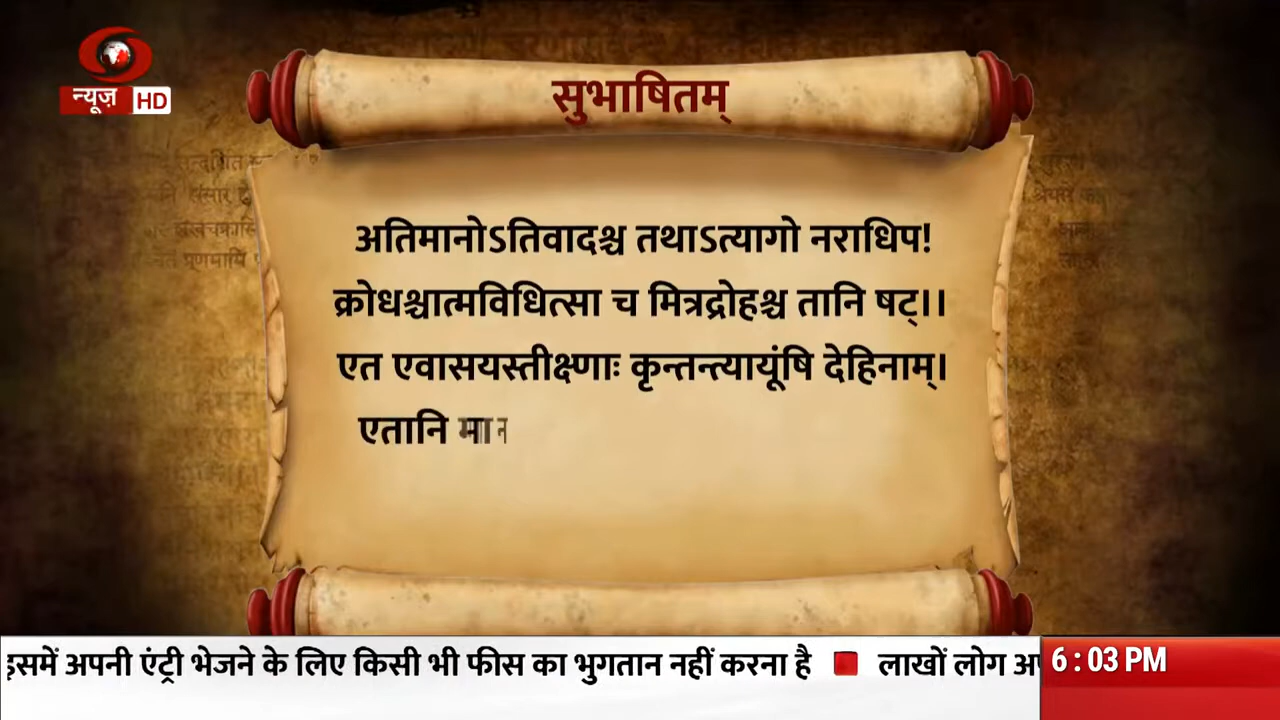 न्यूज़ HD
सुभाषितम्
अतिमानोऽतिवादश्च तथाऽत्यागो नराधिप!
क्रोधश्चात्मविधित्सा च मित्रद्रोहश्च तानि षट्।।
एत एवासयस्तीक्ष्णाः कृन्तन्त्यायूंषि देहिनाम्।
एतानि मान
इसमें अपनी एंट्री भेजने के लिए किसी भी फीस का भुगतान नहीं करना है
लाखों लोग
6 : 03 PM